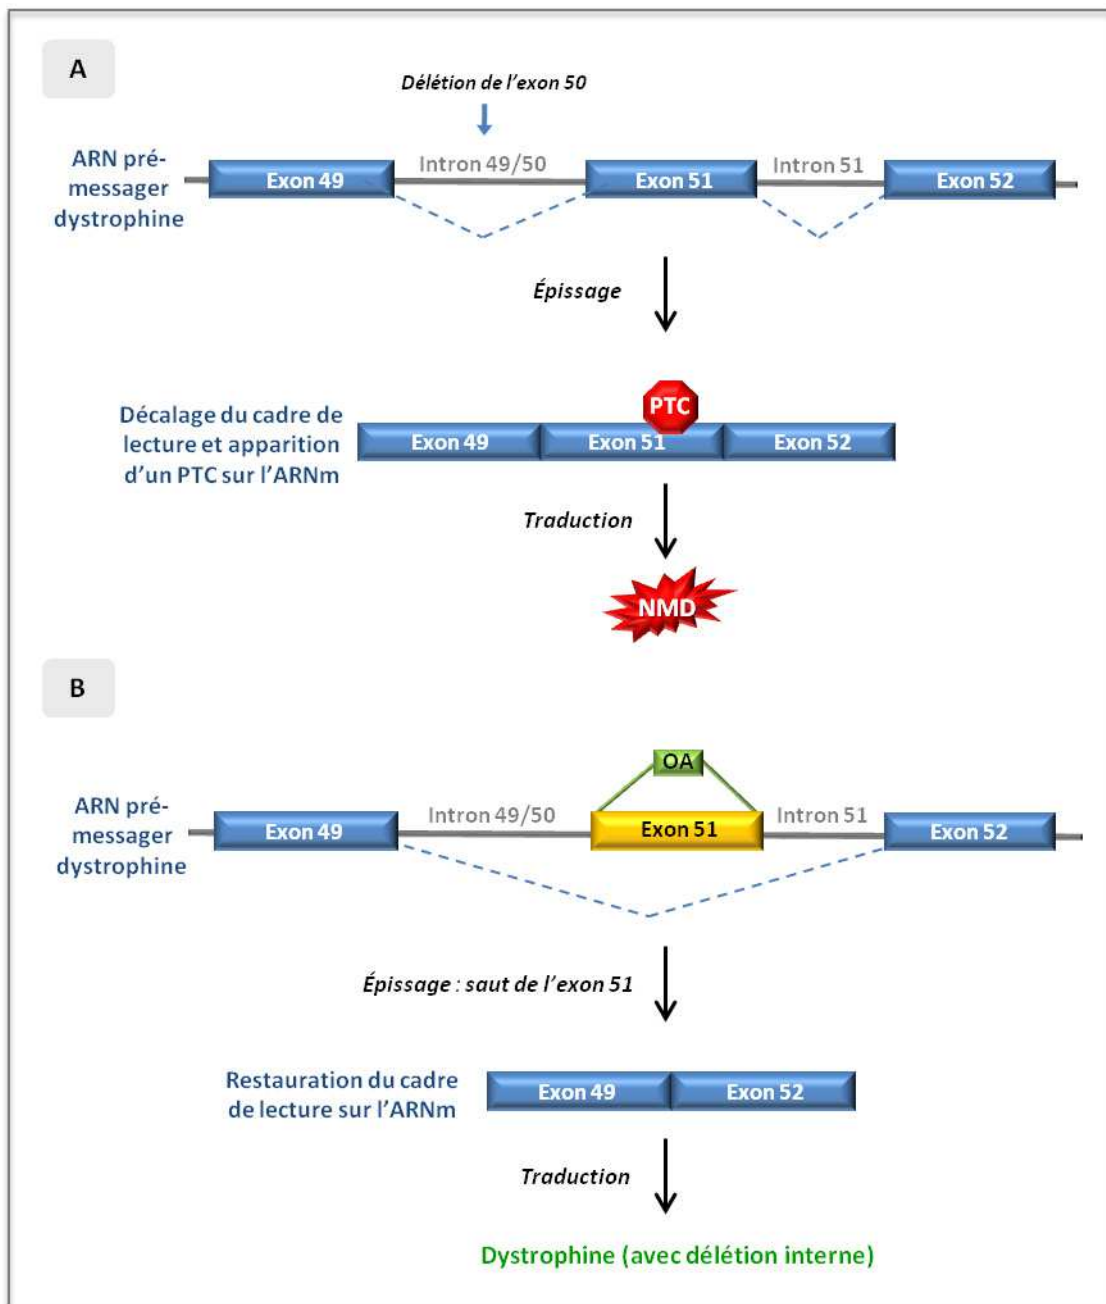 A
Délétion de l'exon 50
ARN pré-
messager
dystrophine
Exon 49
Intron 49/50
Exon 51
Intron 51
Exon 52
Épissage
Décalage du cadre de
lecture et apparition
d'un PTC sur l'ARNm
PTC
Exon 49
Exon 51
Exon 52
Traduction
NMD
B
OA
ARN pré-
messager
dystrophine
Exon 49
Intron 49/50
Exon 51
Intron 51
Exon 52
Épissage : saut de l'exon 51
Restauration du cadre
de lecture sur l'ARNm
Exon 49
Exon 52
Traduction
Dystrophine (avec délétion interne)